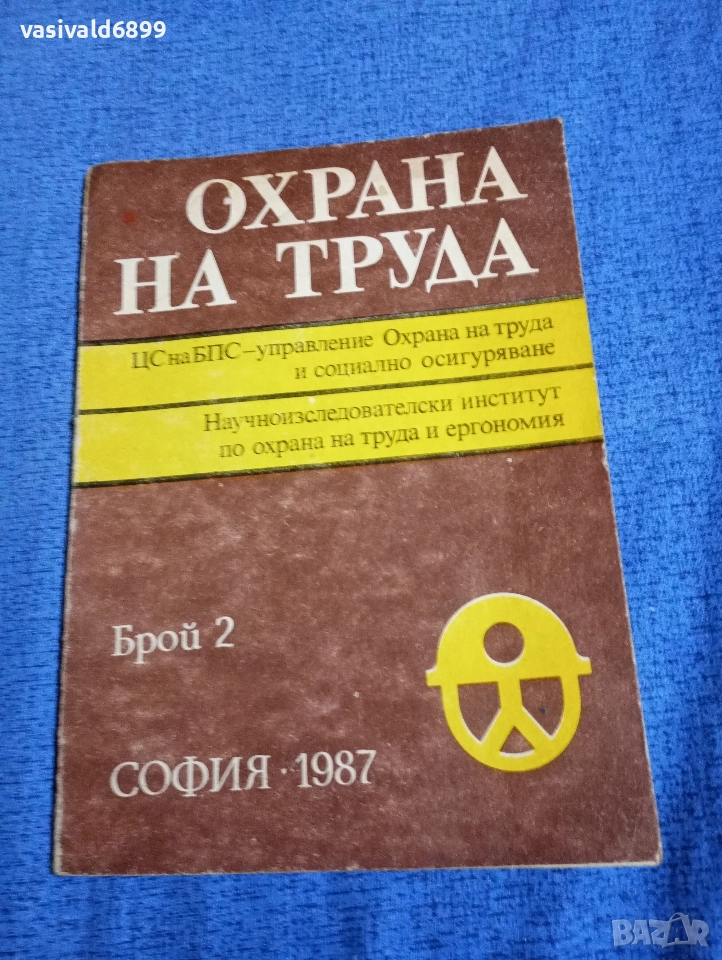 vasivald6899
ОХРАНА
НА ТРУДА
ЦС на БПС – управление Охрана на труда
и социално осигуряване
Научноизследователски институт
по охрана на труда и ергономия
Брой 2
СОФИЯ · 1987
BAZAR